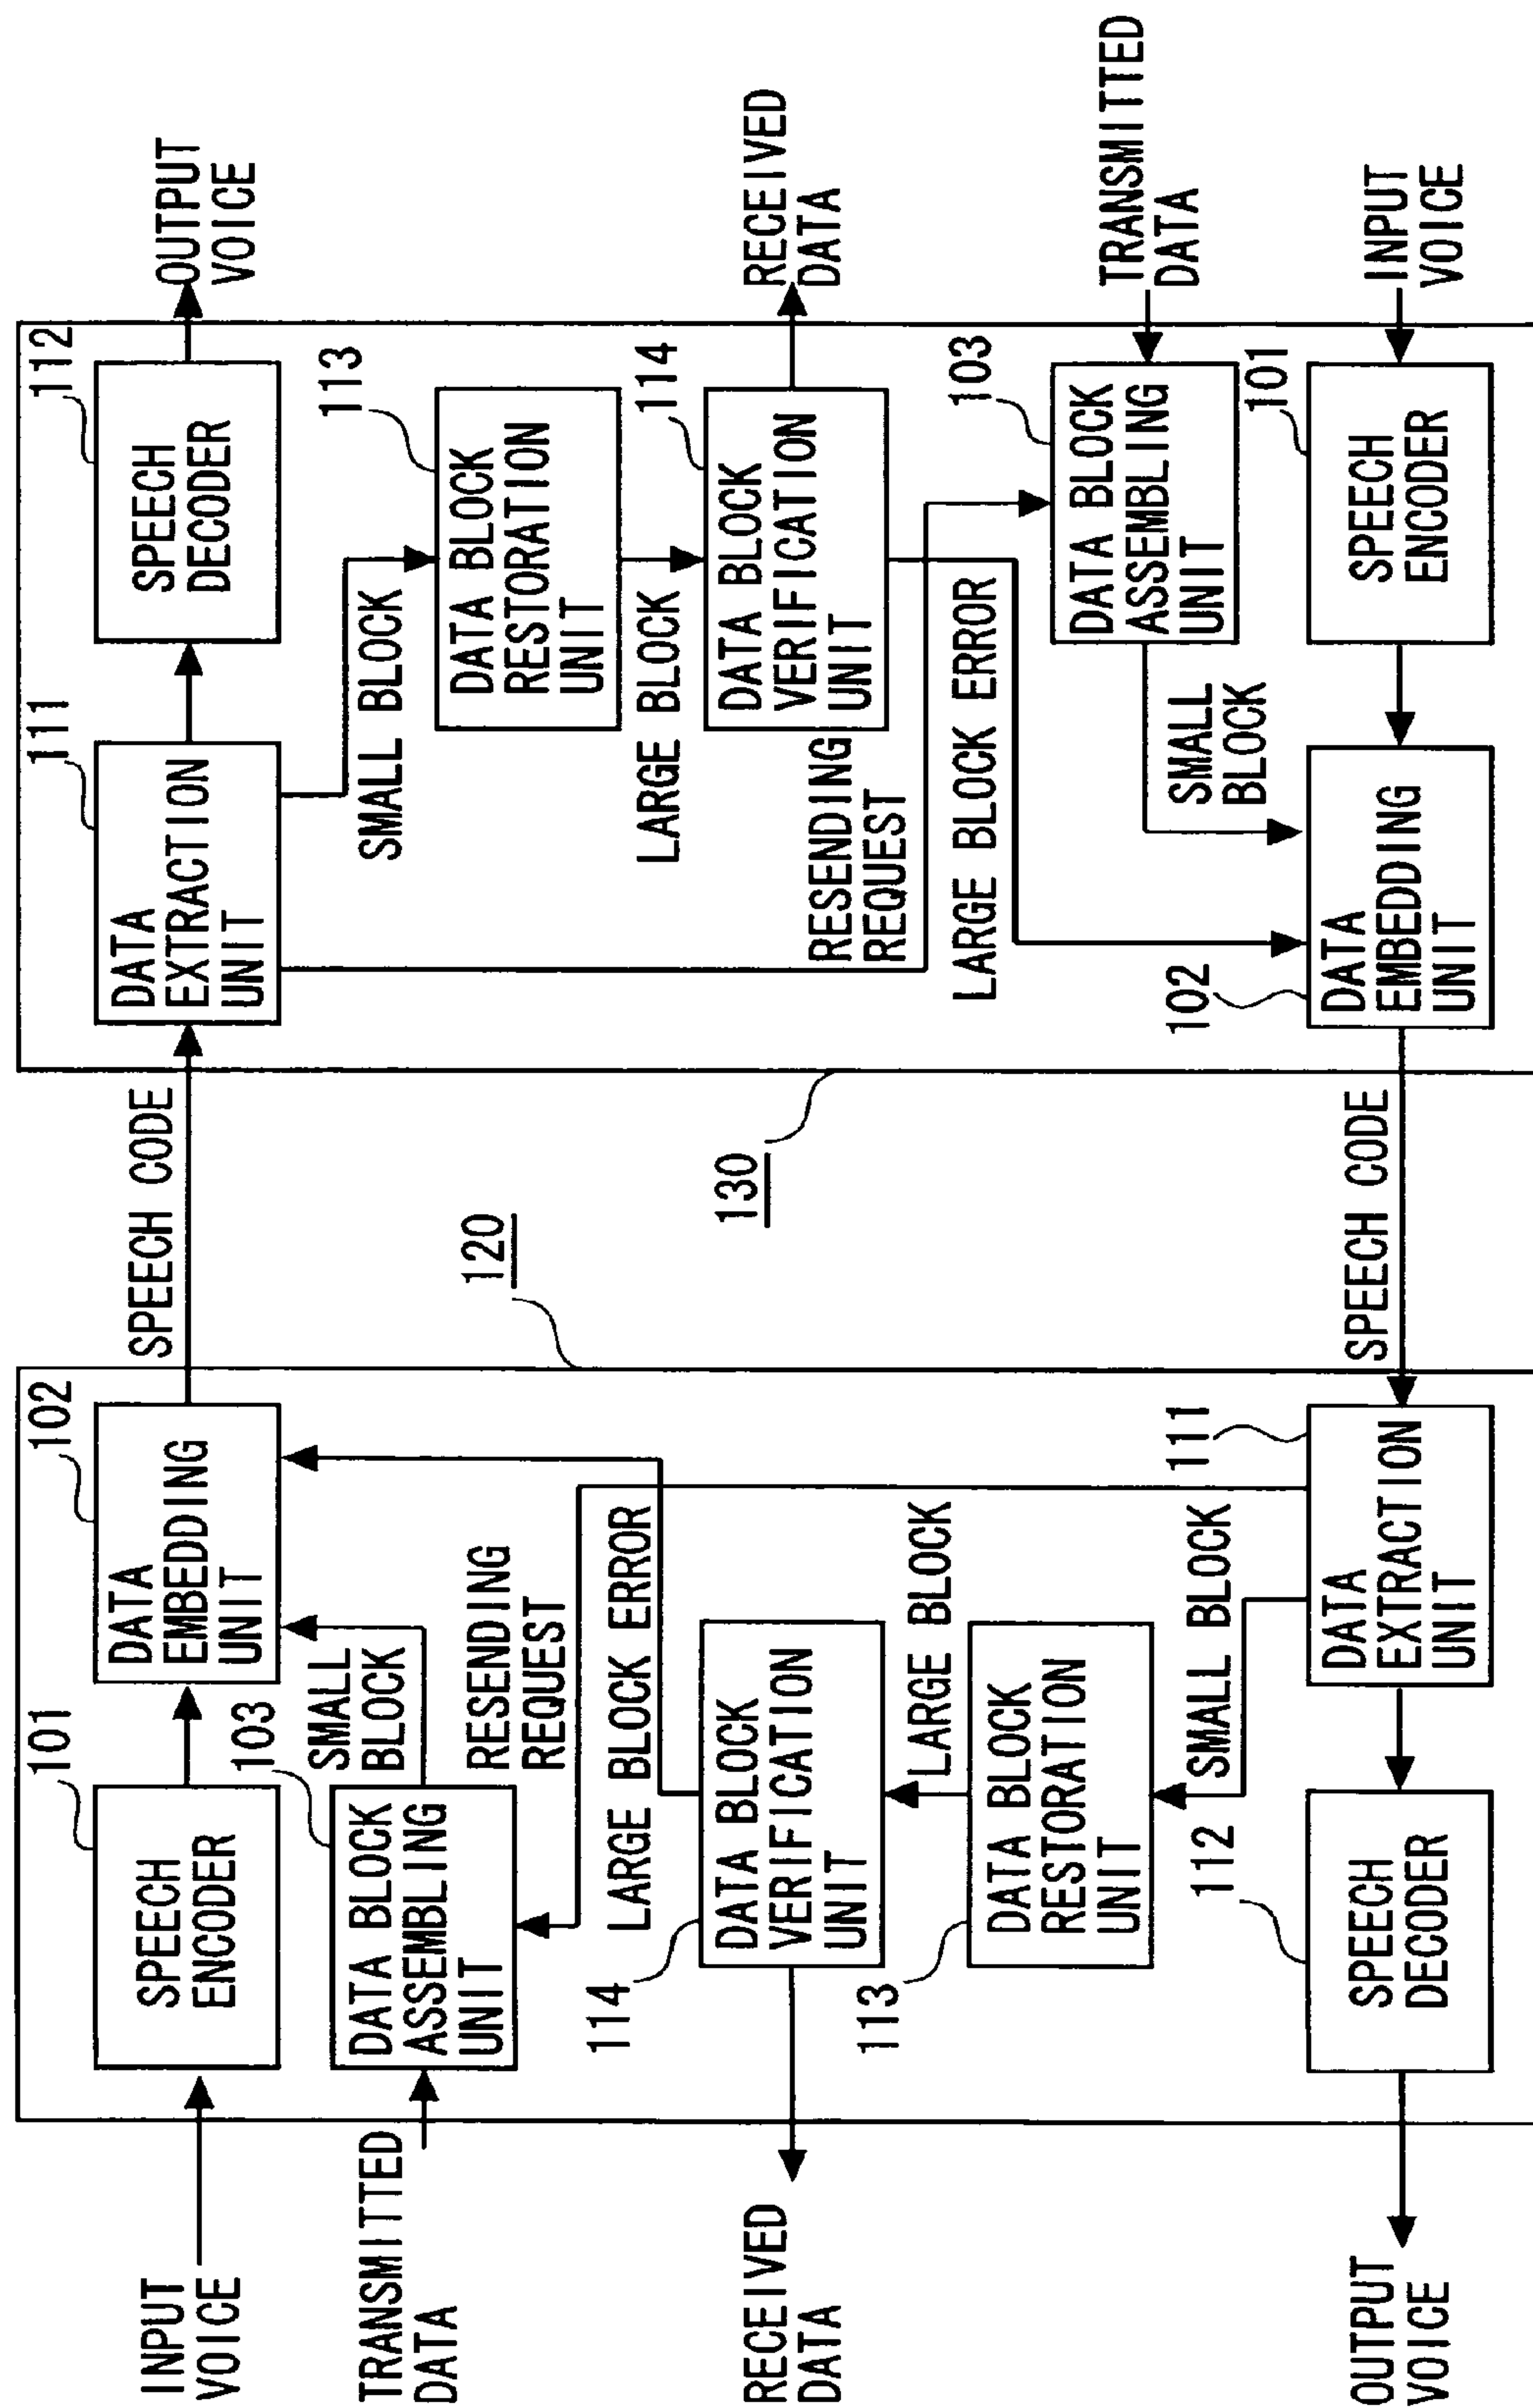 INPUT
VOICE
101
SPEECH
ENCODER
102
DATA
EMBEDDING
UNIT
SPEECH CODE
111
DATA
EXTRACTION
UNIT
112
SPEECH
DECODER
OUTPUT
VOICE
TRANSMITTED
DATA
103
DATA BLOCK
ASSEMBLING
UNIT
SMALL
BLOCK
RESENDING
REQUEST
LARGE BLOCK ERROR
120
SMALL BLOCK
113
DATA BLOCK
RESTORATION
UNIT
LARGE BLOCK
RECEIVED
DATA
114
DATA BLOCK
VERIFICATION
UNIT
130
114
DATA BLOCK
VERIFICATION
UNIT
RECEIVED
DATA
RESENDING
REQUEST
LARGE BLOCK ERROR
113
DATA BLOCK
RESTORATION
UNIT
LARGE BLOCK
SMALL BLOCK
103
DATA BLOCK
ASSEMBLING
UNIT
TRANSMITTED
DATA
SMALL
BLOCK
OUTPUT
VOICE
112
SPEECH
DECODER
111
DATA
EXTRACTION
UNIT
SPEECH CODE
102
DATA
EMBEDDING
UNIT
101
SPEECH
ENCODER
INPUT
VOICE